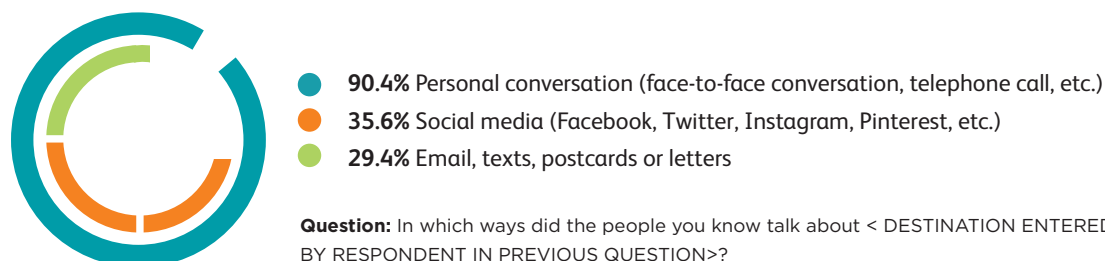 90.4% Personal conversation (face-to-face conversation, telephone call, etc.)
35.6% Social media (Facebook, Twitter, Instagram, Pinterest, etc.)
29.4% Email, texts, postcards or letters
Question: In which ways did the people you know talk about < DESTINATION ENTERED
BY RESPONDENT IN PREVIOUS QUESTION>?